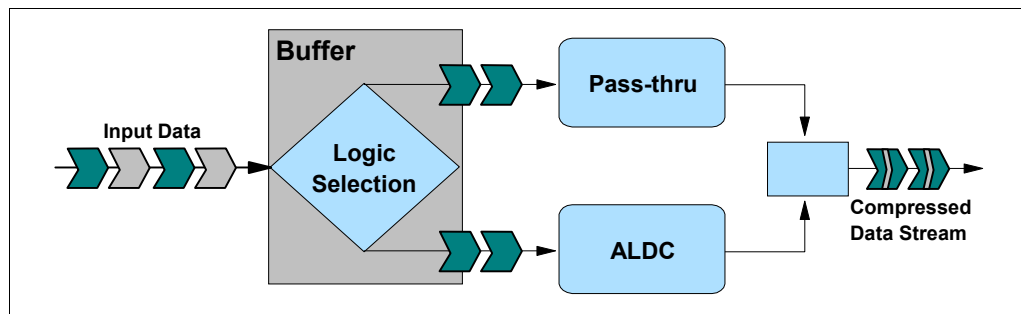 Buffer
Input Data
Logic
Selection
Pass-thru
ALDC
Compressed
Data Stream